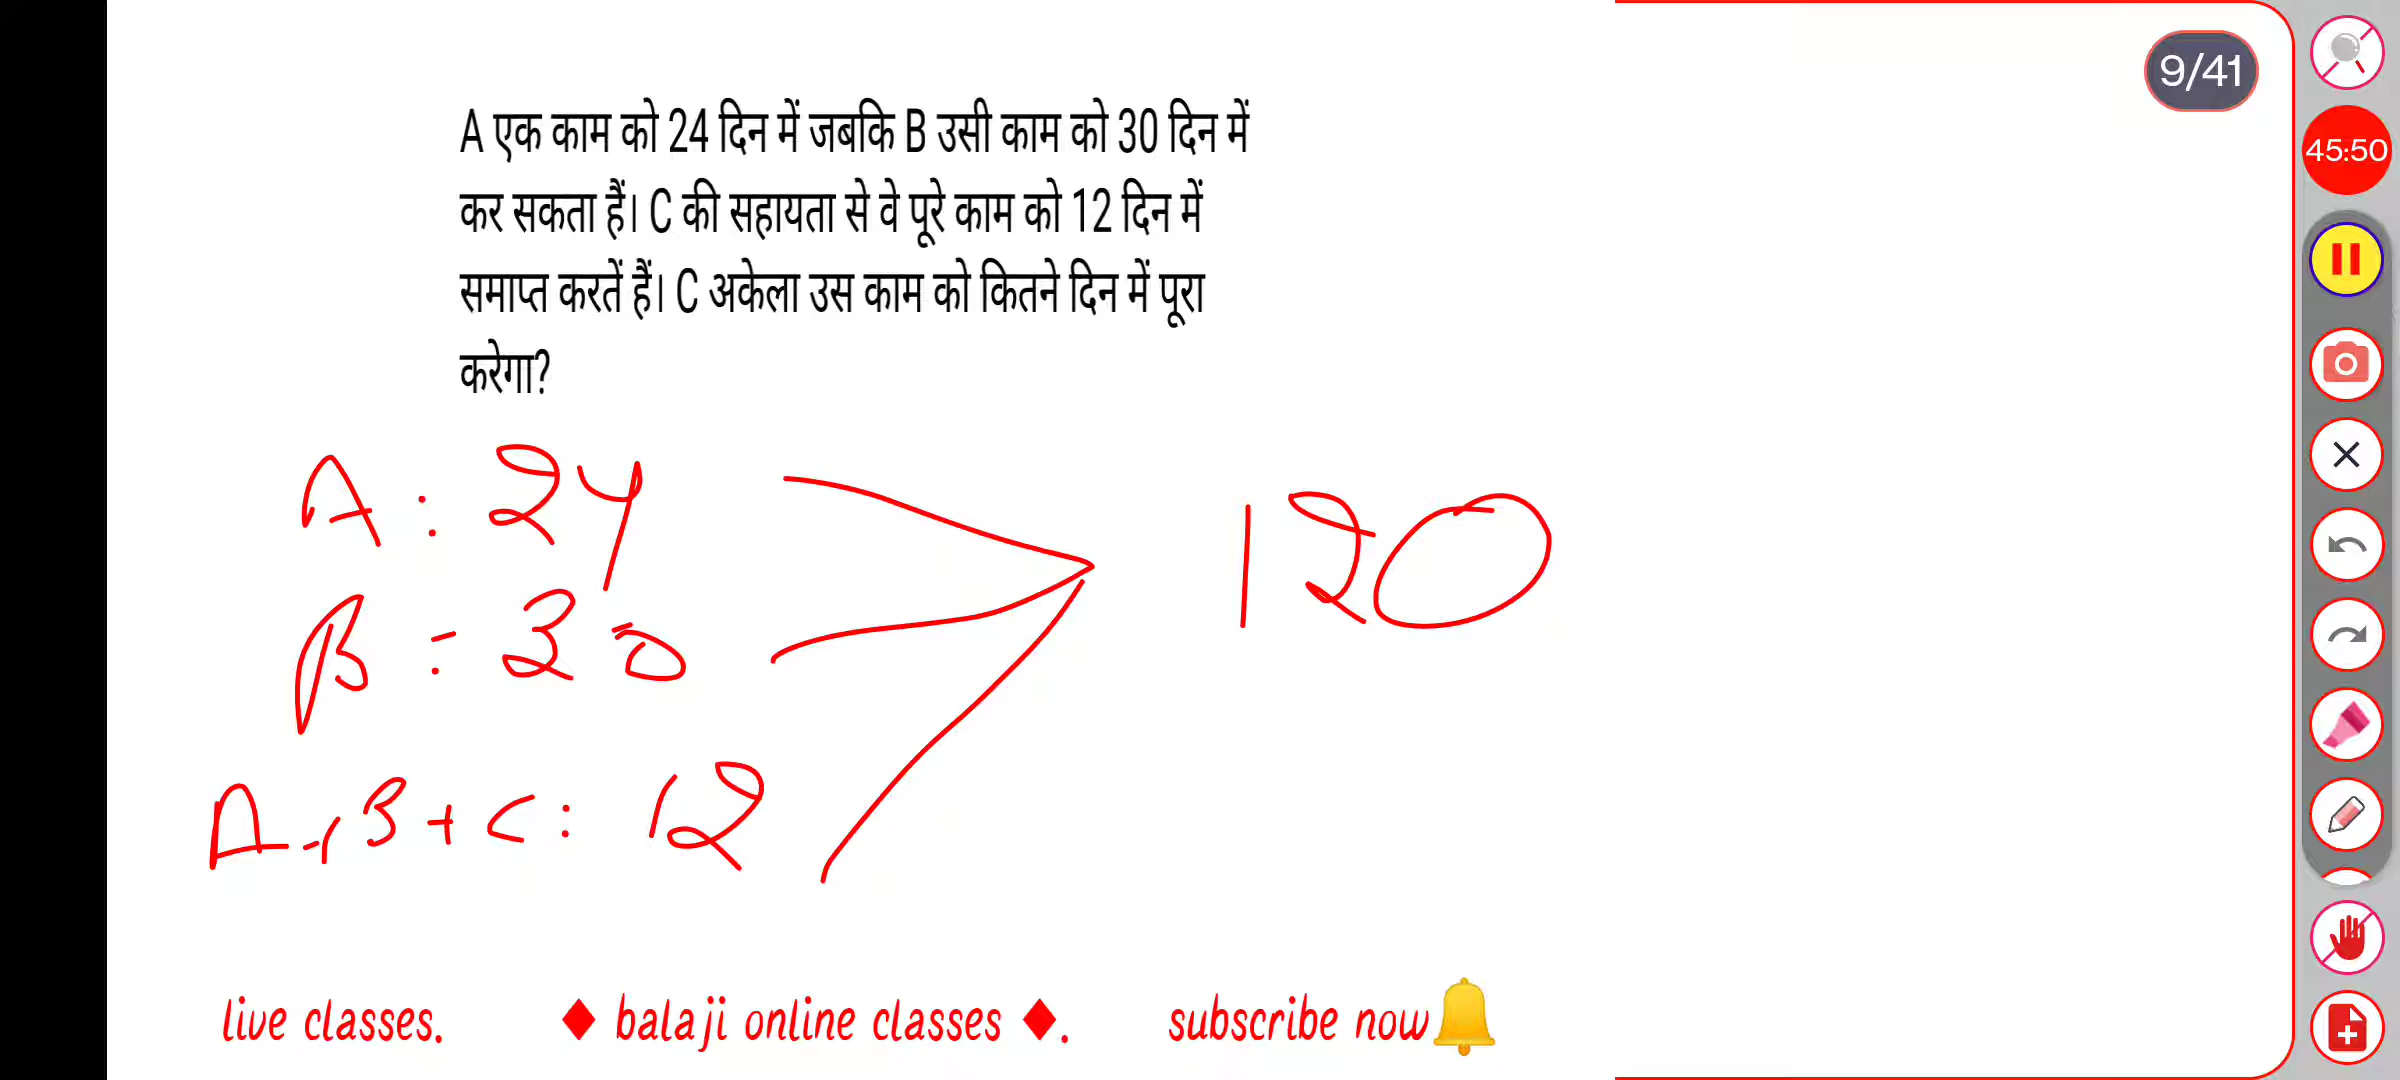 9/41
45:50
A एक काम को 24 दिन में जबकि B उसी काम को 30 दिन में
कर सकता हैं। C की सहायता से वे पूरे काम को 12 दिन में
समाप्त करतें हैं। C अकेला उस काम को कितने दिन में पूरा
करेगा?
A : 24
B : 30
120
A + B + C : 12
live classes. ♦ balaji online classes ♦. subscribe now🔔